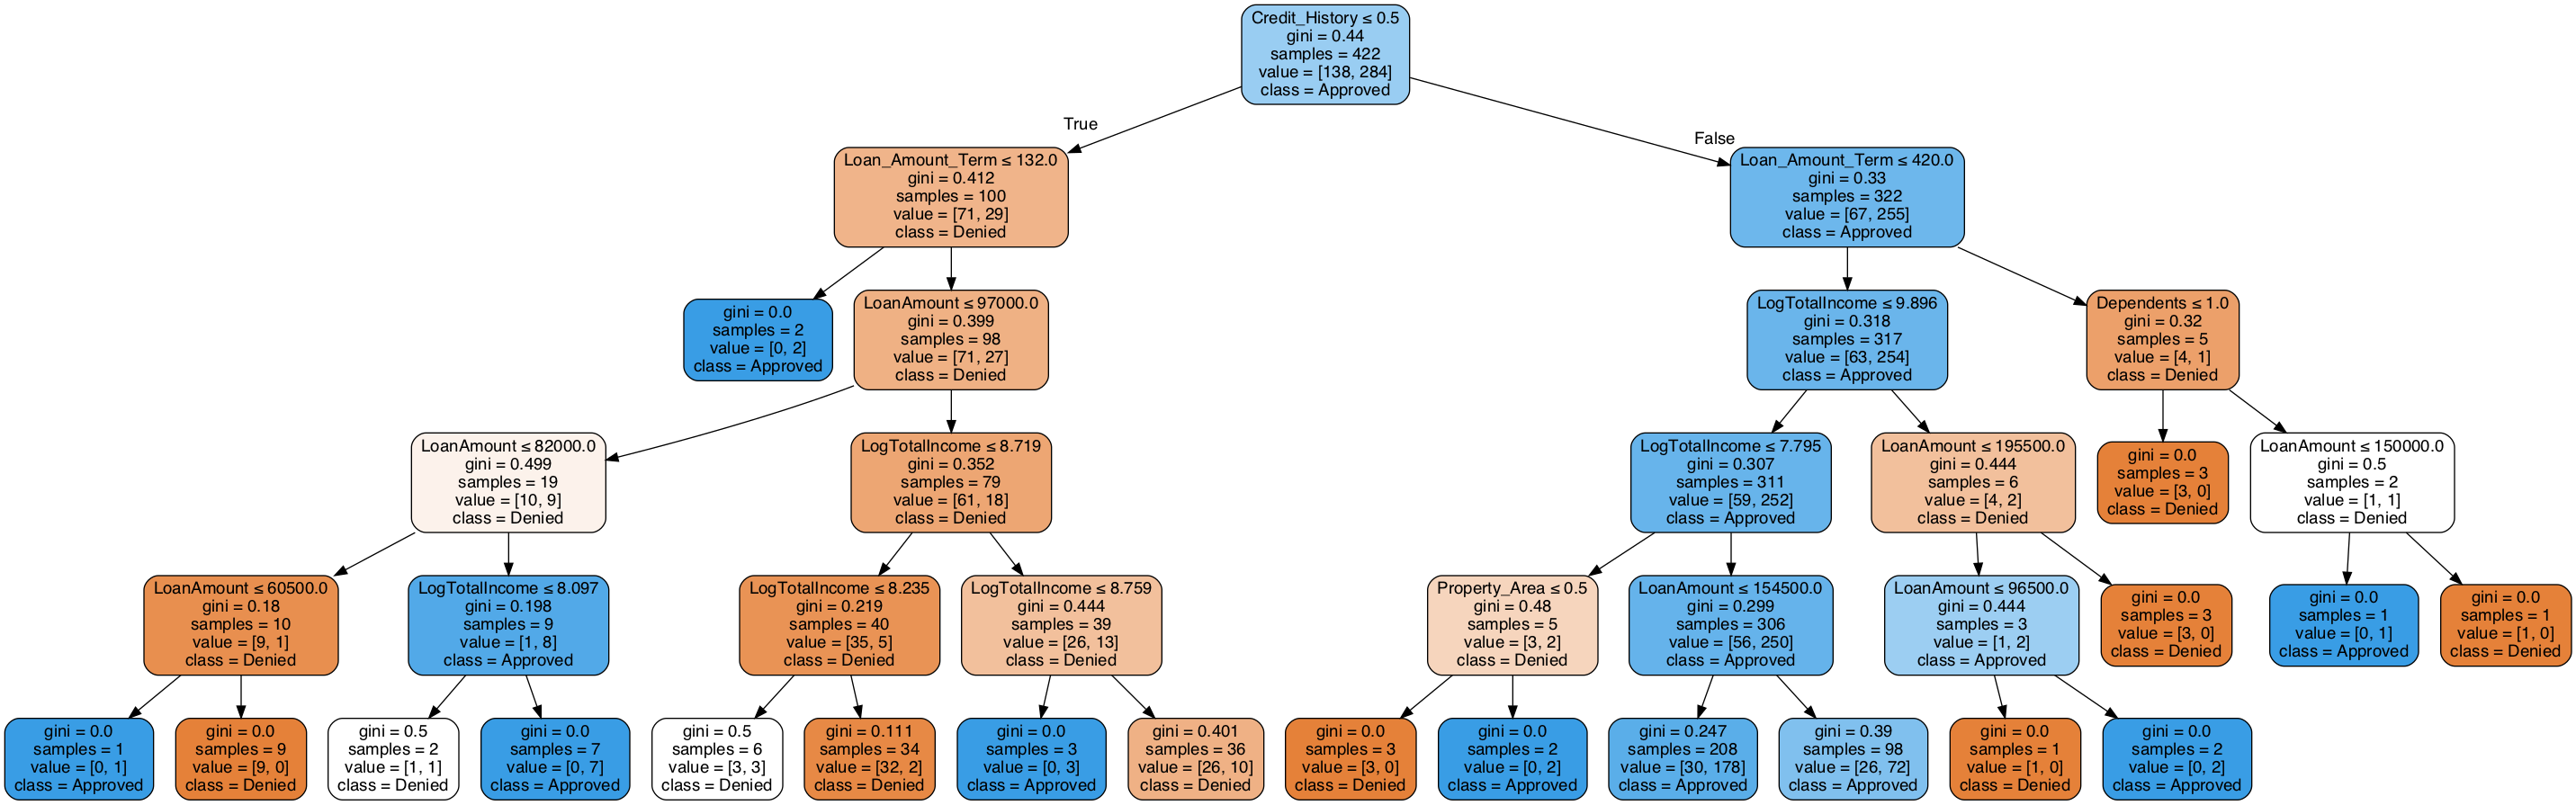 Credit_History ≤ 0.5
gini = 0.44
samples = 422
value = [138, 284]
class = Approved
True
False
Loan_Amount_Term ≤ 132.0
gini = 0.412
samples = 100
value = [71, 29]
class = Denied
Loan_Amount_Term ≤ 420.0
gini = 0.33
samples = 322
value = [67, 255]
class = Approved
gini = 0.0
samples = 2
value = [0, 2]
class = Approved
LoanAmount ≤ 97000.0
gini = 0.399
samples = 98
value = [71, 27]
class = Denied
LogTotalIncome ≤ 9.896
gini = 0.318
samples = 317
value = [63, 254]
class = Approved
Dependents ≤ 1.0
gini = 0.32
samples = 5
value = [4, 1]
class = Denied
LoanAmount ≤ 82000.0
gini = 0.499
samples = 19
value = [10, 9]
class = Denied
LogTotalIncome ≤ 8.719
gini = 0.352
samples = 79
value = [61, 18]
class = Denied
LogTotalIncome ≤ 7.795
gini = 0.307
samples = 311
value = [59, 252]
class = Approved
LoanAmount ≤ 195500.0
gini = 0.444
samples = 6
value = [4, 2]
class = Denied
gini = 0.0
samples = 3
value = [3, 0]
class = Denied
LoanAmount ≤ 150000.0
gini = 0.5
samples = 2
value = [1, 1]
class = Denied
LoanAmount ≤ 60500.0
gini = 0.18
samples = 10
value = [9, 1]
class = Denied
LogTotalIncome ≤ 8.097
gini = 0.198
samples = 9
value = [1, 8]
class = Approved
LogTotalIncome ≤ 8.235
gini = 0.219
samples = 40
value = [35, 5]
class = Denied
LogTotalIncome ≤ 8.759
gini = 0.444
samples = 39
value = [26, 13]
class = Denied
Property_Area ≤ 0.5
gini = 0.48
samples = 5
value = [3, 2]
class = Denied
LoanAmount ≤ 154500.0
gini = 0.299
samples = 306
value = [56, 250]
class = Approved
LoanAmount ≤ 96500.0
gini = 0.444
samples = 3
value = [1, 2]
class = Approved
gini = 0.0
samples = 3
value = [3, 0]
class = Denied
gini = 0.0
samples = 1
value = [0, 1]
class = Approved
gini = 0.0
samples = 1
value = [1, 0]
class = Denied
gini = 0.0
samples = 1
value = [0, 1]
class = Approved
gini = 0.0
samples = 9
value = [9, 0]
class = Denied
gini = 0.5
samples = 2
value = [1, 1]
class = Denied
gini = 0.0
samples = 7
value = [0, 7]
class = Approved
gini = 0.5
samples = 6
value = [3, 3]
class = Denied
gini = 0.111
samples = 34
value = [32, 2]
class = Denied
gini = 0.0
samples = 3
value = [0, 3]
class = Approved
gini = 0.401
samples = 36
value = [26, 10]
class = Denied
gini = 0.0
samples = 3
value = [3, 0]
class = Denied
gini = 0.0
samples = 2
value = [0, 2]
class = Approved
gini = 0.247
samples = 208
value = [30, 178]
class = Approved
gini = 0.39
samples = 98
value = [26, 72]
class = Approved
gini = 0.0
samples = 1
value = [1, 0]
class = Denied
gini = 0.0
samples = 2
value = [0, 2]
class = Approved